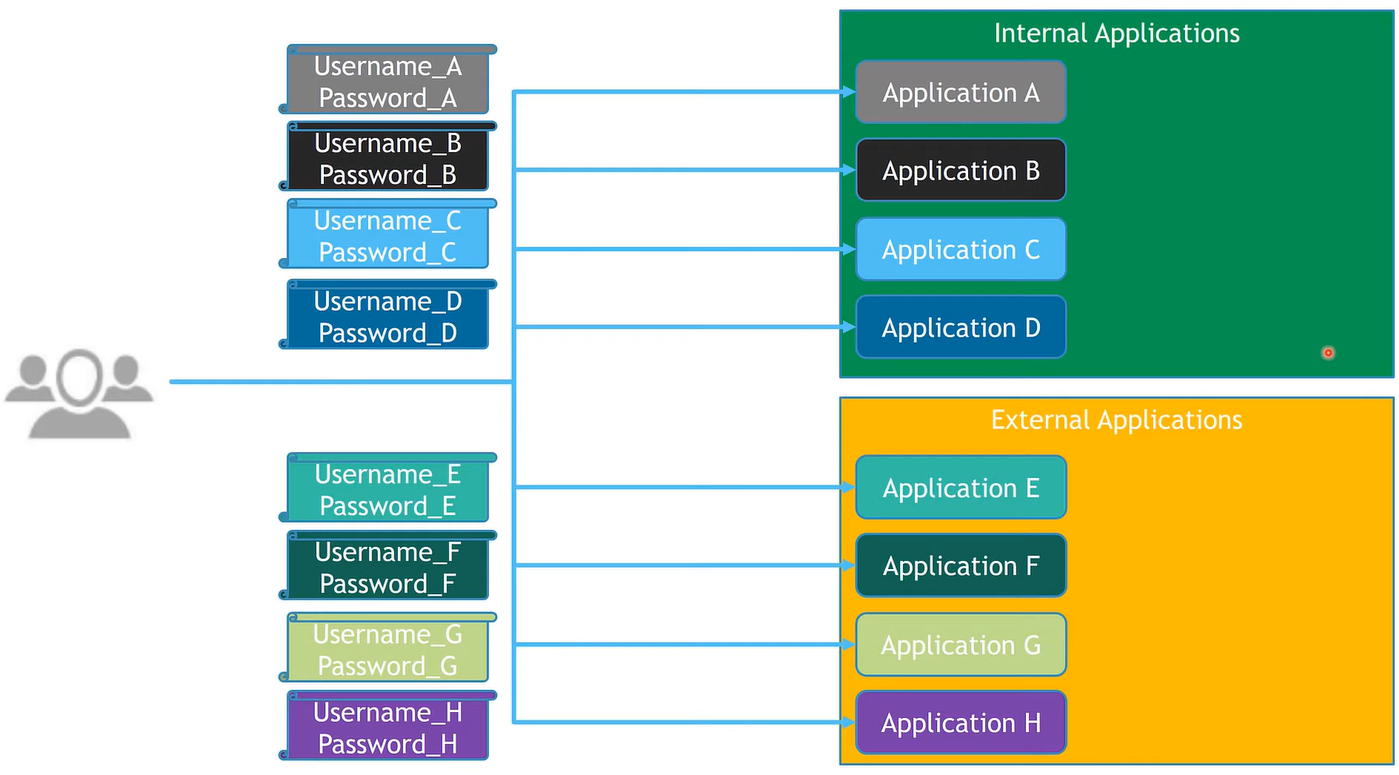 Username_A
Password_A
Username_B
Password_B
Username_C
Password_C
Username_D
Password_D
Username_E
Password_E
Username_F
Password_F
Username_G
Password_G
Username_H
Password_H
Internal Applications
Application A
Application B
Application C
Application D
External Applications
Application E
Application F
Application G
Application H